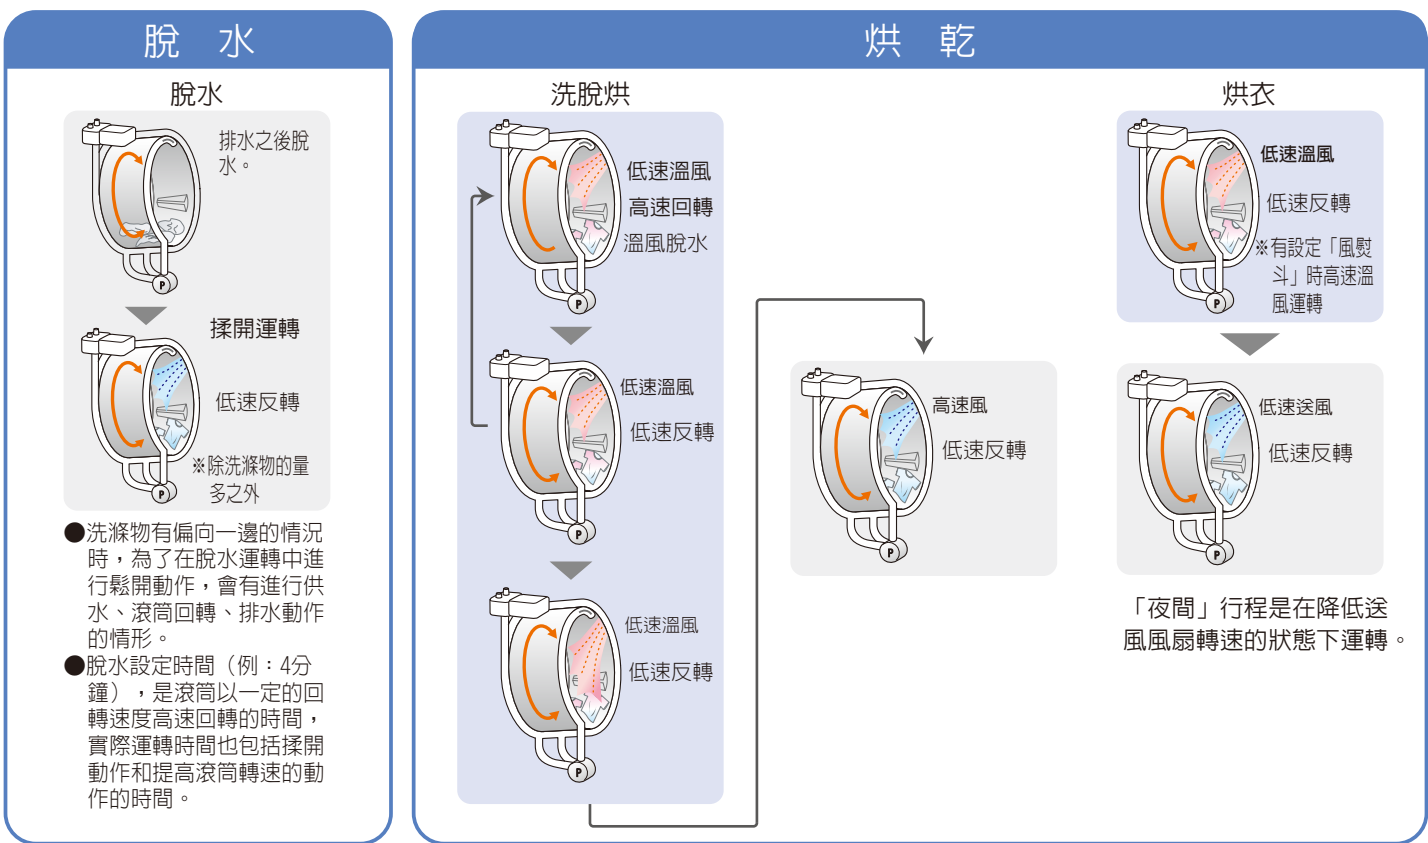 脫 水
脫水
排水之後脫
水。
P
揉開運轉
低速反轉
※除洗滌物的量
多之外
P
●洗滌物有偏向一邊的情況
時，為了在脫水運轉中進
行鬆開動作，會有進行供
水、滾筒回轉、排水動作
的情形。
●脫水設定時間（例：4分
鐘），是滾筒以一定的回
轉速度高速回轉的時間，
實際運轉時間也包括揉開
動作和提高滾筒轉速的動
作的時間。
烘 乾
洗脫烘
低速溫風
高速回轉
溫風脫水
P
低速溫風
低速反轉
P
低速溫風
低速反轉
P
高速風
低速反轉
P
烘衣
低速溫風
低速反轉
※有設定「風熨
斗」時高速溫
風運轉
P
低速送風
低速反轉
P
「夜間」行程是在降低送
風風扇轉速的狀態下運轉。